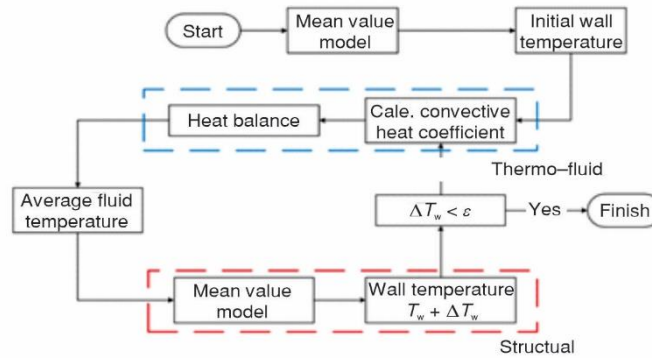 Start
Mean value
model
Initial wall
temperature
Heat balance
Cale. convective
heat coefficient
Thermo–fluid
Average fluid
temperature
ΔT_w < ε
Yes
Finish
Mean value
model
Wall temperature
T_w + ΔT_w
Structual